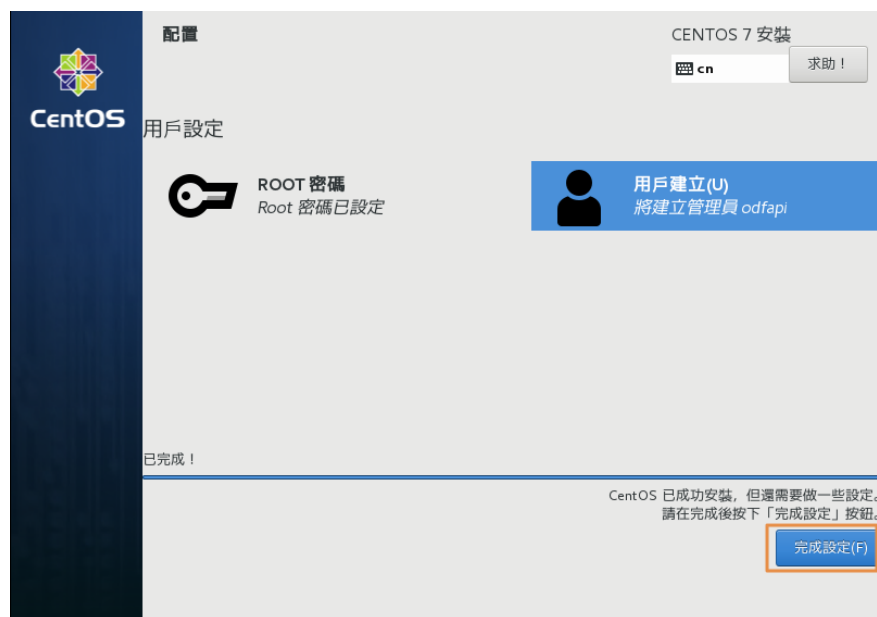 配置
CENTOS 7 安裝
cn
求助！
CentOS
用戶設定
ROOT 密碼
Root 密碼已設定
用戶建立(U)
將建立管理員 odfapi
已完成！
CentOS 已成功安裝，但還需要做一些設定。
請在完成後按下「完成設定」按鈕。
完成設定(F)